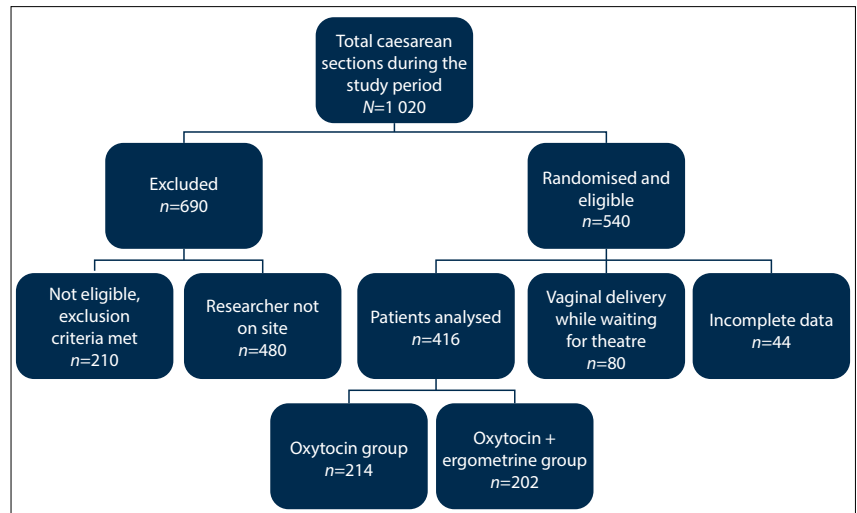 Total caesarean
sections during the
study period
N=1 020
Excluded
n=690
Randomised and
eligible
n=540
Not eligible,
exclusion
criteria met
n=210
Researcher not
on site
n=480
Patients analysed
n=416
Vaginal delivery
while waiting
for theatre
n=80
Incomplete data
n=44
Oxytocin group
n=214
Oxytocin +
ergometrine group
n=202